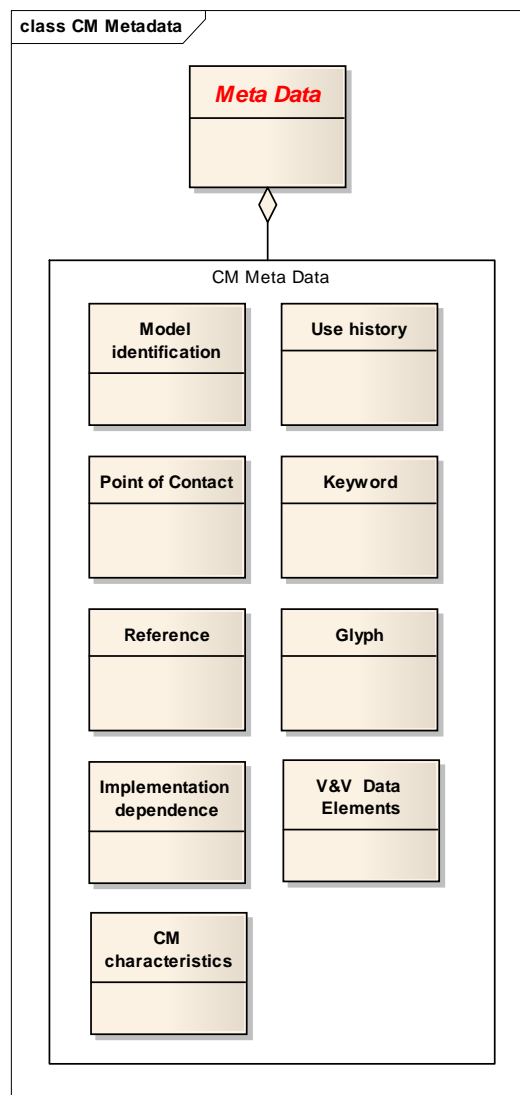 class CM Metadata
Meta Data
CM Meta Data
Model
identification
Use history
Point of Contact
Keyword
Reference
Glyph
Implementation
dependence
V&V  Data
Elements
CM
characteristics